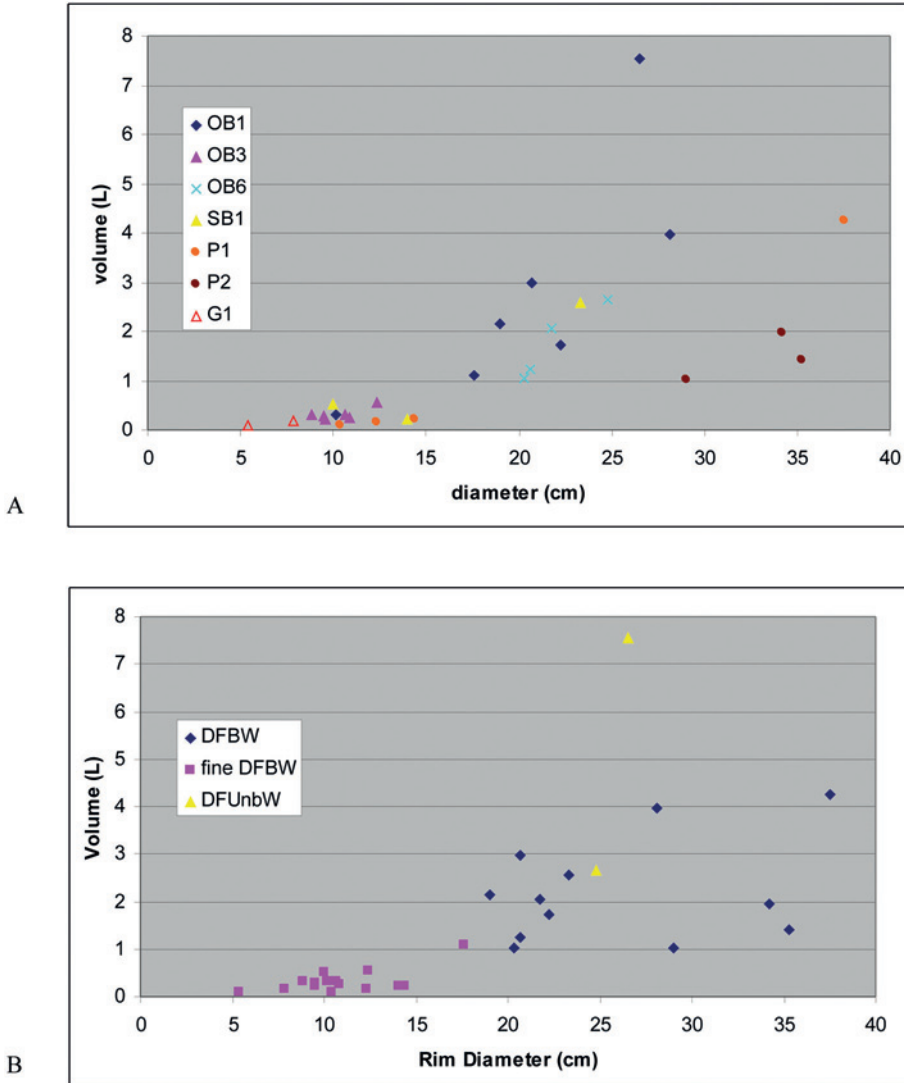 8
7
6
5
4
3
2
1
0
volume (L)
OB1
OB3
OB6
SB1
P1
P2
G1
0 5 10 15 20 25 30 35 40
diameter (cm)
A
8
7
6
5
4
3
2
1
0
Volume (L)
DFBW
fine DFBW
DFUnbW
0 5 10 15 20 25 30 35 40
Rim Diameter (cm)
B